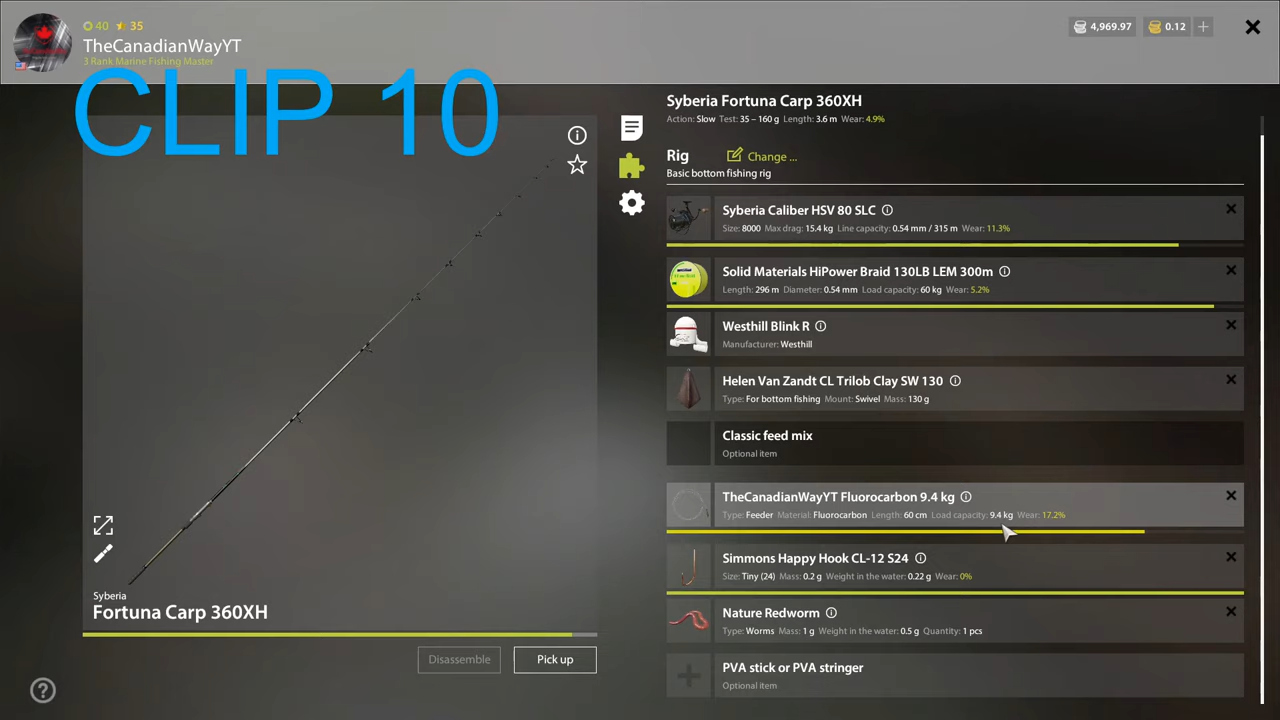 40 35
TheCanadianWayYT
3 Rank Marine Fishing Master
4,969.97 0.12
CLIP 10
Syberia Fortuna Carp 360XH
Action: Slow Test: 35 – 160 g Length: 3.6 m Wear: 4.9%
Rig Change ...
Basic bottom fishing rig
Syberia Caliber HSV 80 SLC
Size: 8000 Max drag: 15.4 kg Line capacity: 0.54 mm / 315 m Wear: 11.3%
Solid Materials HiPower Braid 130LB LEM 300m
Length: 296 m Diameter: 0.54 mm Load capacity: 60 kg Wear: 5.2%
Westhill Blink R
Manufacturer: Westhill
Helen Van Zandt CL Trilob Clay SW 130
Type: For bottom fishing Mount: Swivel Mass: 130 g
Classic feed mix
Optional item
TheCanadianWayYT Fluorocarbon 9.4 kg
Type: Feeder Material: Fluorocarbon Length: 60 cm Load capacity: 9.4 kg Wear: 17.2%
Simmons Happy Hook CL-12 S24
Size: Tiny (24) Mass: 0.2 g Weight in the water: 0.22 g Wear: 0%
Nature Redworm
Type: Worms Mass: 1 g Weight in the water: 0.5 g Quantity: 1 pcs
PVA stick or PVA stringer
Optional item
Syberia
Fortuna Carp 360XH
Disassemble Pick up